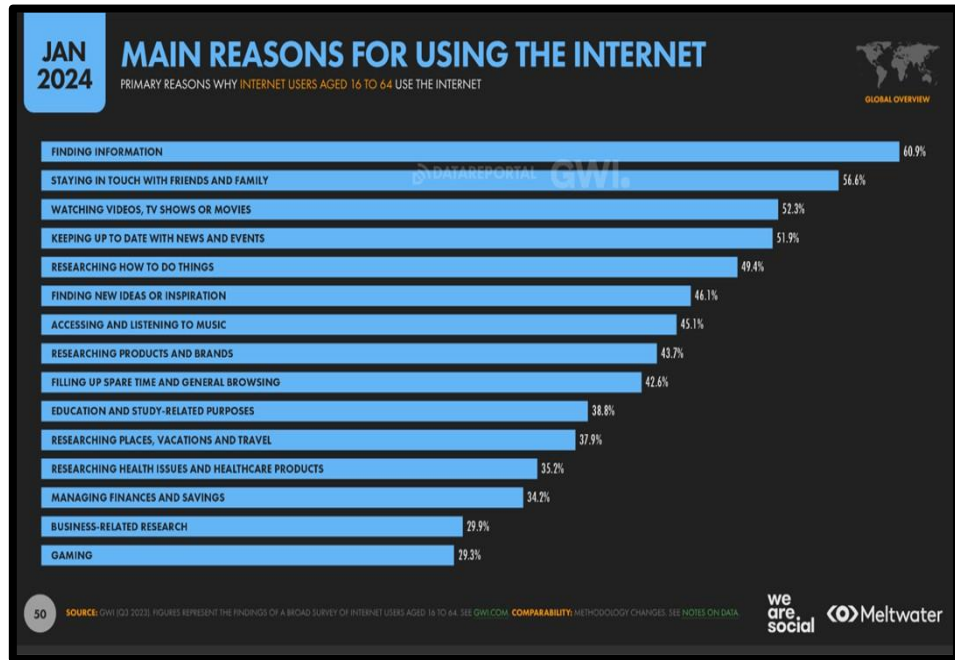 JAN
2024
MAIN REASONS FOR USING THE INTERNET
PRIMARY REASONS WHY INTERNET USERS AGED 16 TO 64 USE THE INTERNET
GLOBAL OVERVIEW
FINDING INFORMATION 60.9%
DATAREPORTAL GWI.
STAYING IN TOUCH WITH FRIENDS AND FAMILY 56.6%
WATCHING VIDEOS, TV SHOWS OR MOVIES 52.3%
KEEPING UP TO DATE WITH NEWS AND EVENTS 51.9%
RESEARCHING HOW TO DO THINGS 49.4%
FINDING NEW IDEAS OR INSPIRATION 46.1%
ACCESSING AND LISTENING TO MUSIC 45.1%
RESEARCHING PRODUCTS AND BRANDS 43.7%
FILLING UP SPARE TIME AND GENERAL BROWSING 42.6%
EDUCATION AND STUDY-RELATED PURPOSES 38.8%
RESEARCHING PLACES, VACATIONS AND TRAVEL 37.9%
RESEARCHING HEALTH ISSUES AND HEALTHCARE PRODUCTS 35.2%
MANAGING FINANCES AND SAVINGS 34.2%
BUSINESS-RELATED RESEARCH 29.9%
GAMING 29.3%
50
SOURCE: GWI (Q3 2023). FIGURES REPRESENT THE FINDINGS OF A BROAD SURVEY OF INTERNET USERS AGED 16 TO 64. SEE GWI.COM. COMPARABILITY: METHODOLOGY CHANGES. SEE NOTES ON DATA.
we
are.
social
Meltwater